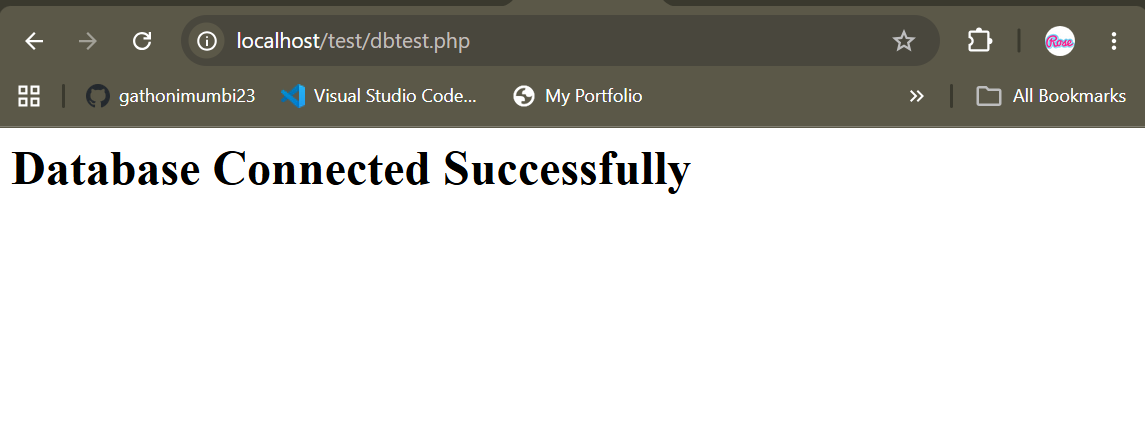 localhost/test/dbtest.php
Rose
gathonimumbi23 Visual Studio Code... My Portfolio All Bookmarks
Database Connected Successfully